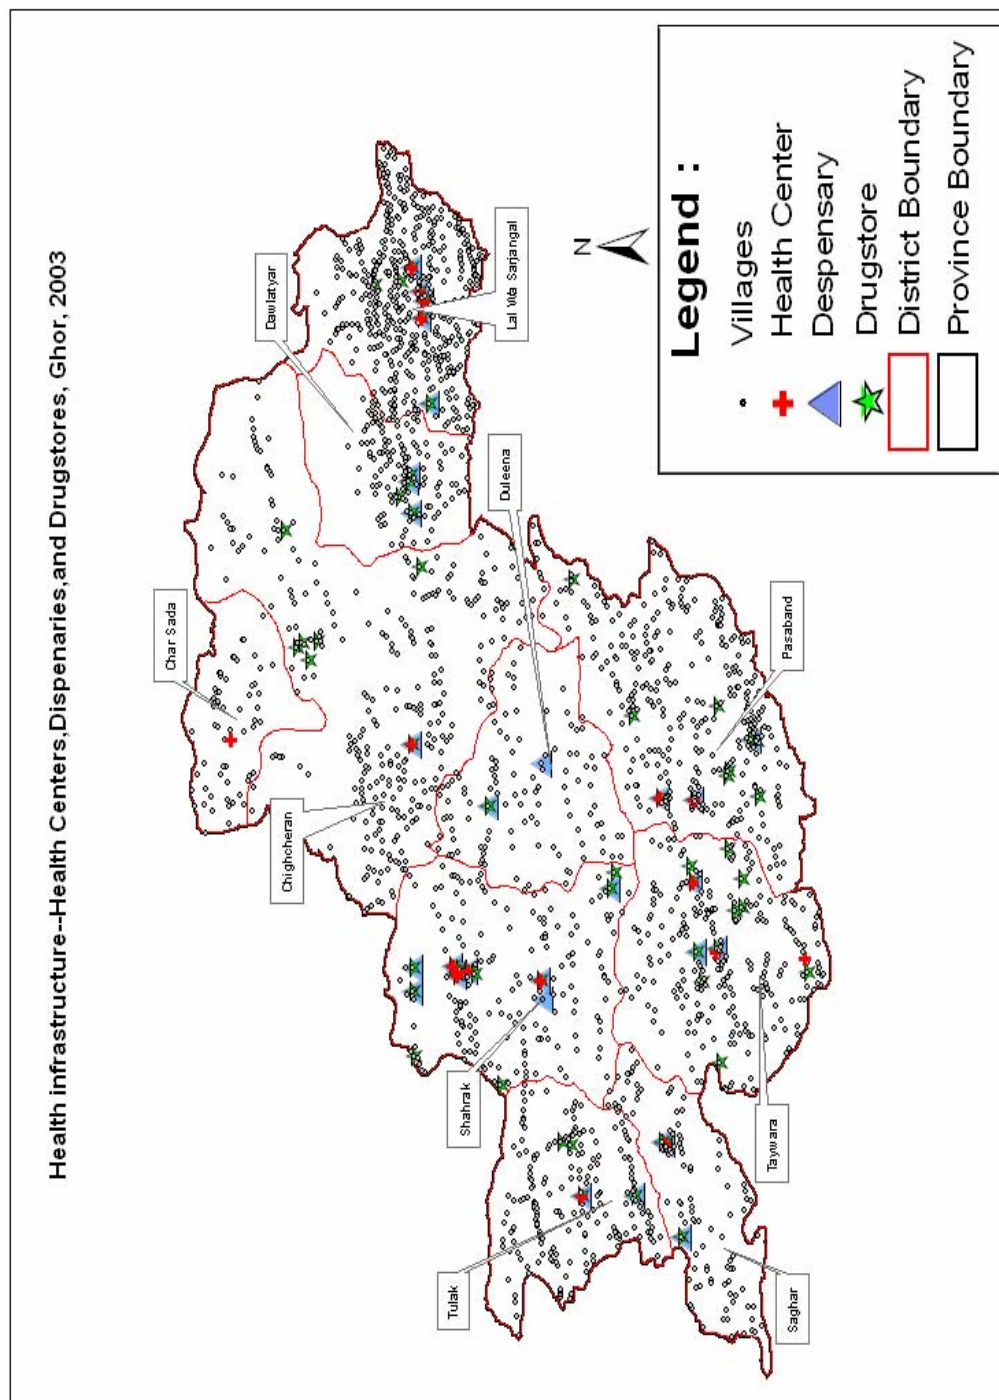 Health infrastructure--Health Centers,Dispenaries,and Drugstores, Ghor, 2003
Char Sada
Dawlatyar
Chighcheran
Lal Wa Sarjangal
Duleena
Shahrak
Tulak
Pasaband
Taywara
Saghar
N
Legend :
Villages
Health Center
Despensary
Drugstore
District Boundary
Province Boundary